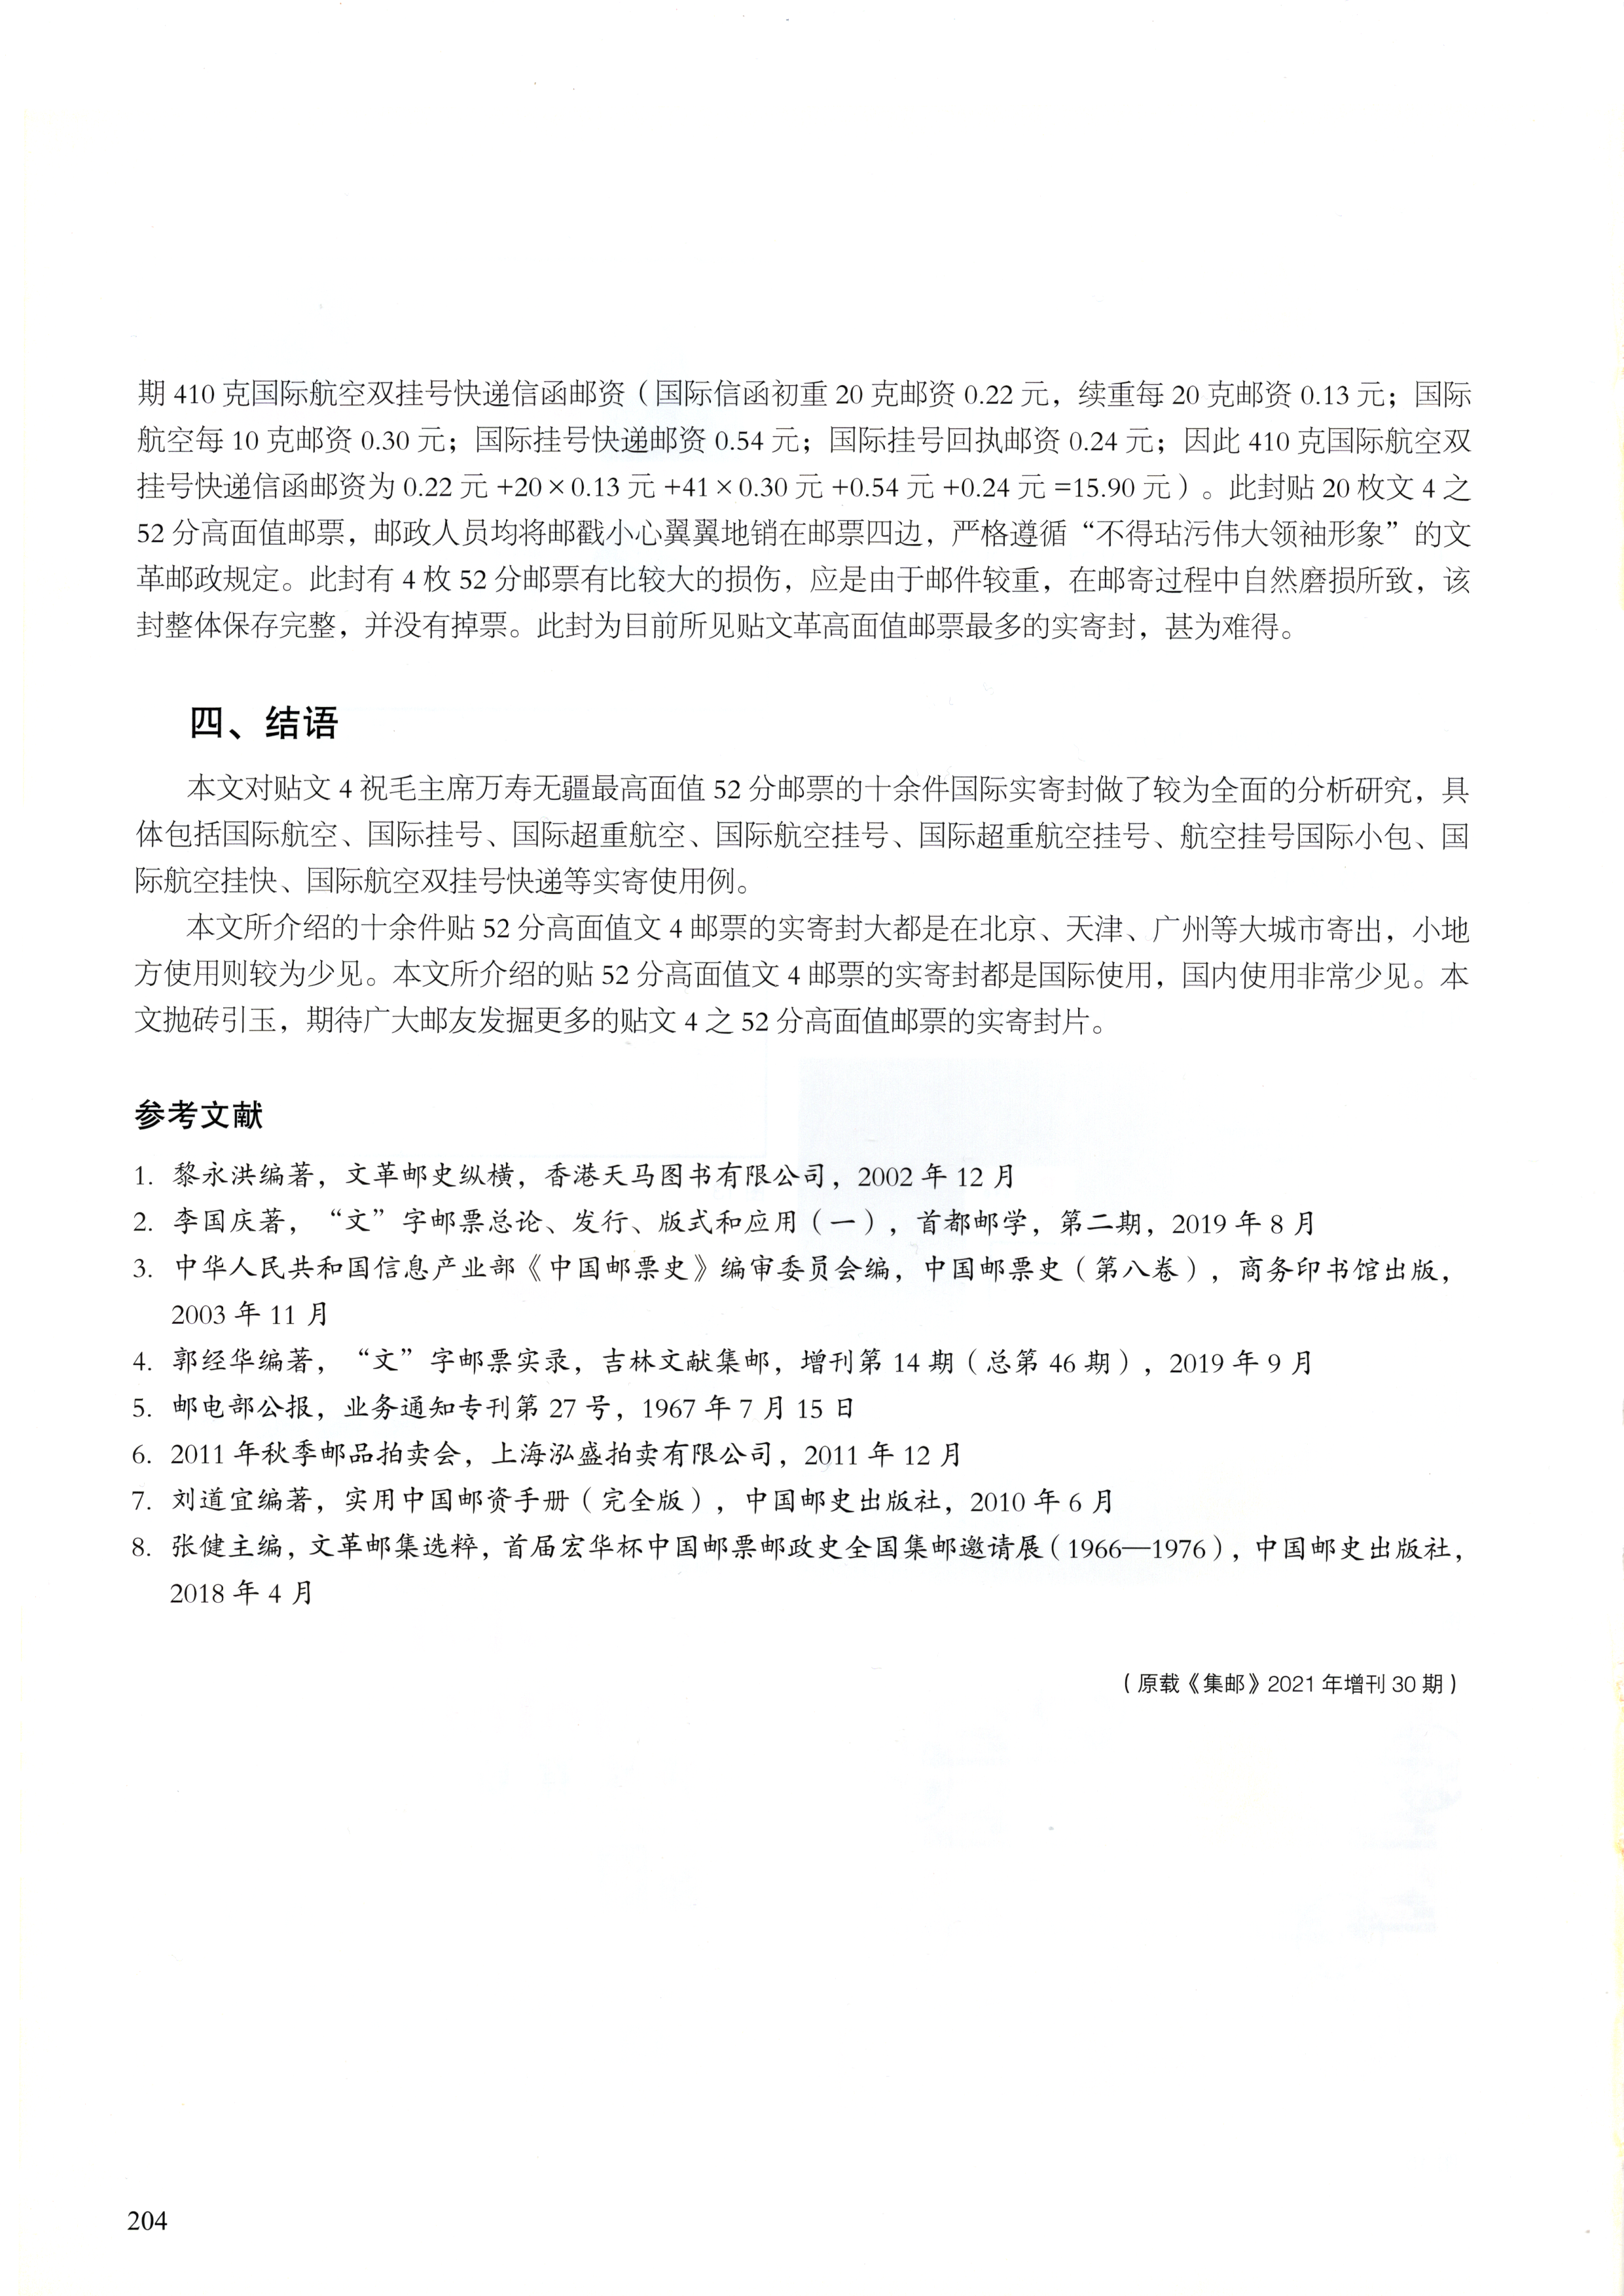 期 410 克国际航空双挂号快递信函邮资（国际信函初重 20 克邮资 0.22 元，续重每 20 克邮资 0.13 元；国际
航空每 10 克邮资 0.30 元；国际挂号快递邮资 0.54 元；国际挂号回执邮资 0.24 元；因此 410 克国际航空双
挂号快递信函邮资为 0.22 元 +20 × 0.13 元 +41 × 0.30 元 +0.54 元 +0.24 元 =15.90 元）。此封贴 20 枚文 4 之
52 分高面值邮票，邮政人员均将邮戳小心翼翼地销在邮票四边，严格遵循“不得玷污伟大领袖形象”的文
革邮政规定。此封有 4 枚 52 分邮票有比较大的损伤，应是由于邮件较重，在邮寄过程中自然磨损所致，该
封整体保存完整，并没有掉票。此封为目前所见贴文革高面值邮票最多的实寄封，甚为难得。
四、结语
本文对贴文 4 祝毛主席万寿无疆最高面值 52 分邮票的十余件国际实寄封做了较为全面的分析研究，具
体包括国际航空、国际挂号、国际超重航空、国际航空挂号、国际超重航空挂号、航空挂号国际小包、国
际航空挂快、国际航空双挂号快递等实寄使用例。
本文所介绍的十余件贴 52 分高面值文 4 邮票的实寄封大都是在北京、天津、广州等大城市寄出，小地
方使用则较为少见。本文所介绍的贴 52 分高面值文 4 邮票的实寄封都是国际使用，国内使用非常少见。本
文抛砖引玉，期待广大邮友发掘更多的贴文 4 之 52 分高面值邮票的实寄封片。
参考文献
1. 黎永洪编著，文革邮史纵横，香港天马图书有限公司，2002 年 12 月
2. 李国庆著，“文”字邮票总论、发行、版式和应用（一），首都邮学，第二期，2019 年 8 月
3. 中华人民共和国信息产业部《中国邮票史》编审委员会编，中国邮票史（第八卷），商务印书馆出版，
2003 年 11 月
4. 郭经华编著，“文”字邮票实录，吉林文献集邮，增刊第 14 期（总第 46 期），2019 年 9 月
5. 邮电部公报，业务通知专刊第 27 号，1967 年 7 月 15 日
6. 2011 年秋季邮品拍卖会，上海泓盛拍卖有限公司，2011 年 12 月
7. 刘道宜编著，实用中国邮资手册（完全版），中国邮史出版社，2010 年 6 月
8. 张健主编，文革邮集选粹，首届宏华杯中国邮票邮政史全国集邮邀请展（1966—1976），中国邮史出版社，
2018 年 4 月
（原载《集邮》2021 年增刊 30 期）
204